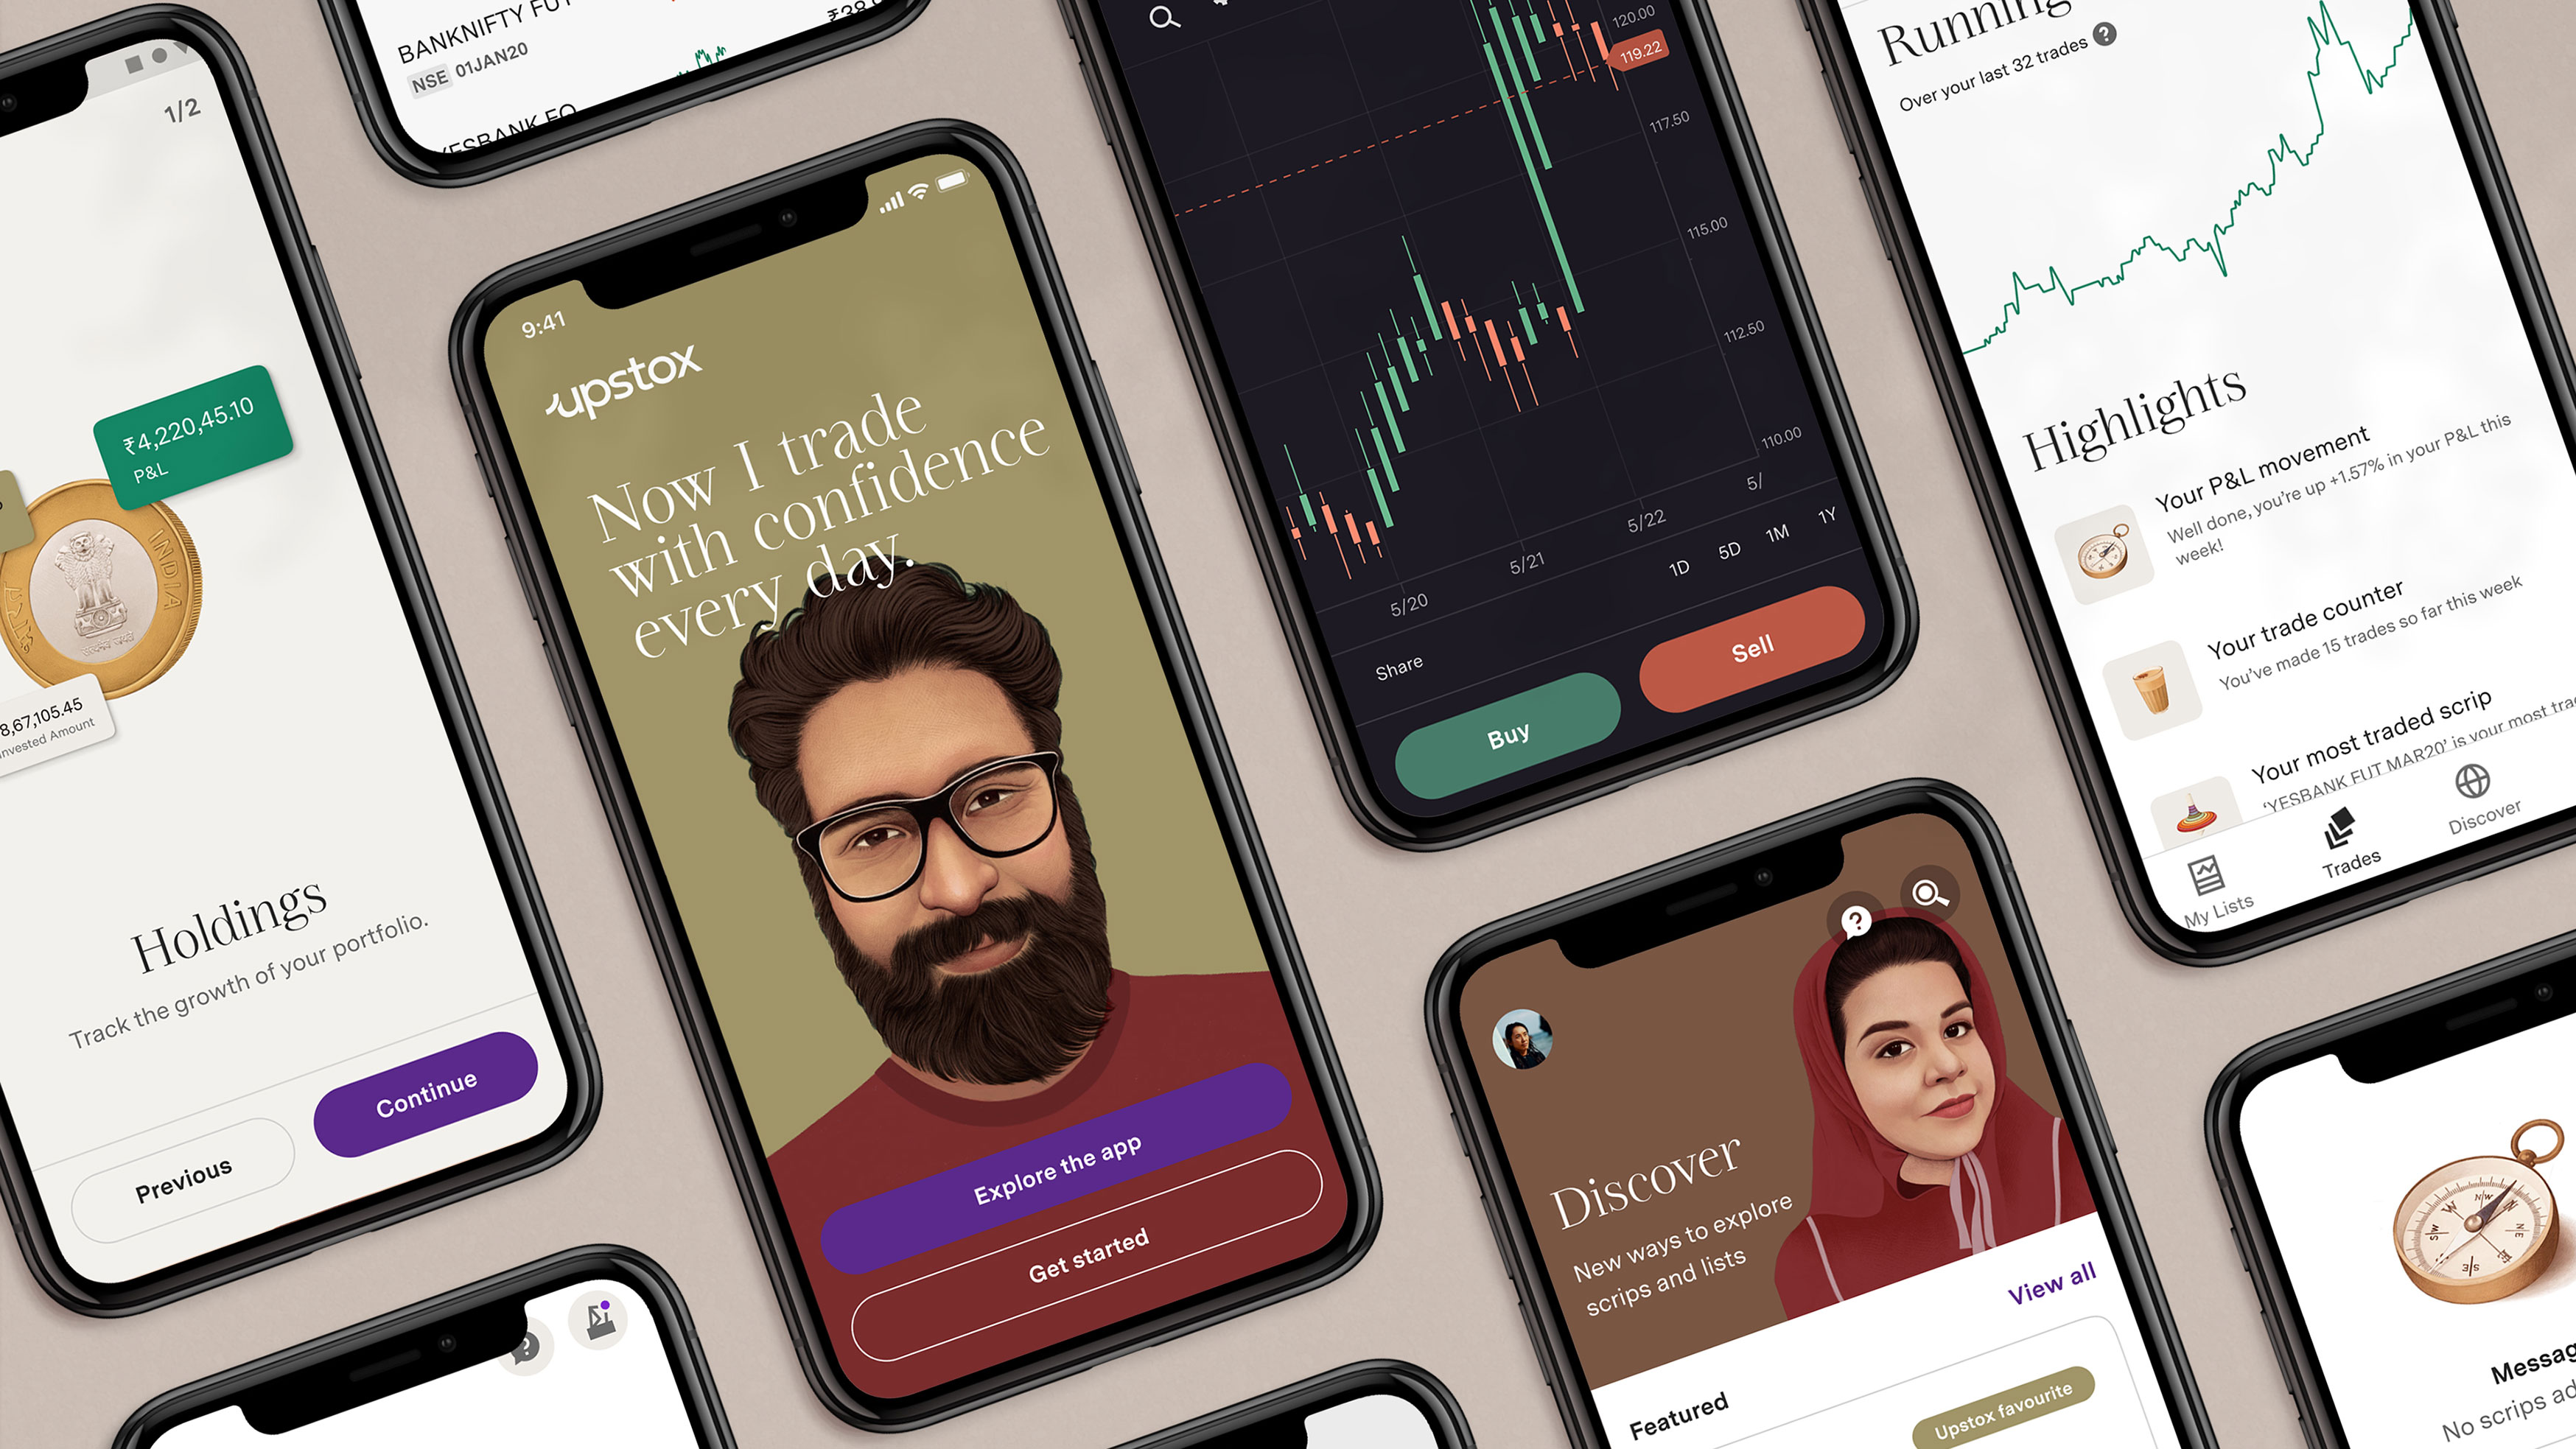 1/2
₹4,220,45.10
P&L
INDIA
8,67,105.45
Invested Amount
Holdings
Track the growth of your portfolio.
Previous
Continue
BANKNIFTY FUT
NSE 01JAN20
YESBANK EQ
9:41
upstox
Now I trade
with confidence
every day.
Explore the app
Get started
120.00
119.22
117.50
115.00
112.50
110.00
5/20
5/21
5/22
5/
1D
5D
1M
1Y
Share
Buy
Sell
Running
Over your last 32 trades ?
Highlights
Your P&L movement
Well done, you're up +1.57% in your P&L this
week!
Your trade counter
You've made 15 trades so far this week
Your most traded scrip
'YESBANK FUT MAR20' is your most
My Lists
Trades
Discover
?
Discover
New ways to explore
scrips and lists
View all
Featured
Upstox favourite
?
N
NE
SE
S
SW
W
NW
No scrips